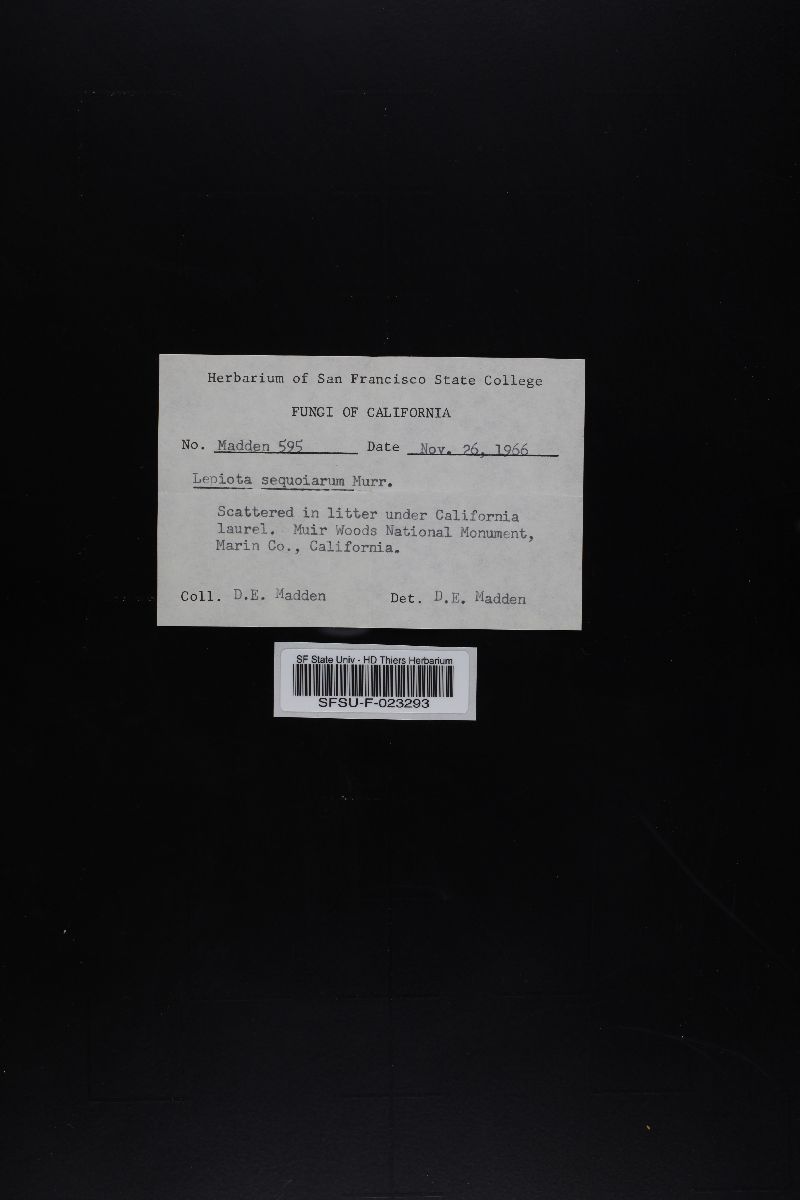 Herbarium of San Francisco State College
FUNGI OF CALIFORNIA
No. Madden 595 Date Nov. 26, 1966
Lepiota sequoiarum Murr.
Scattered in litter under California
laurel. Muir Woods National Monument,
Marin Co., California.
Coll. D.E. Madden Det. D.E. Madden
SF State Univ - HD Thiers Herbarium
SFSU-F-023293